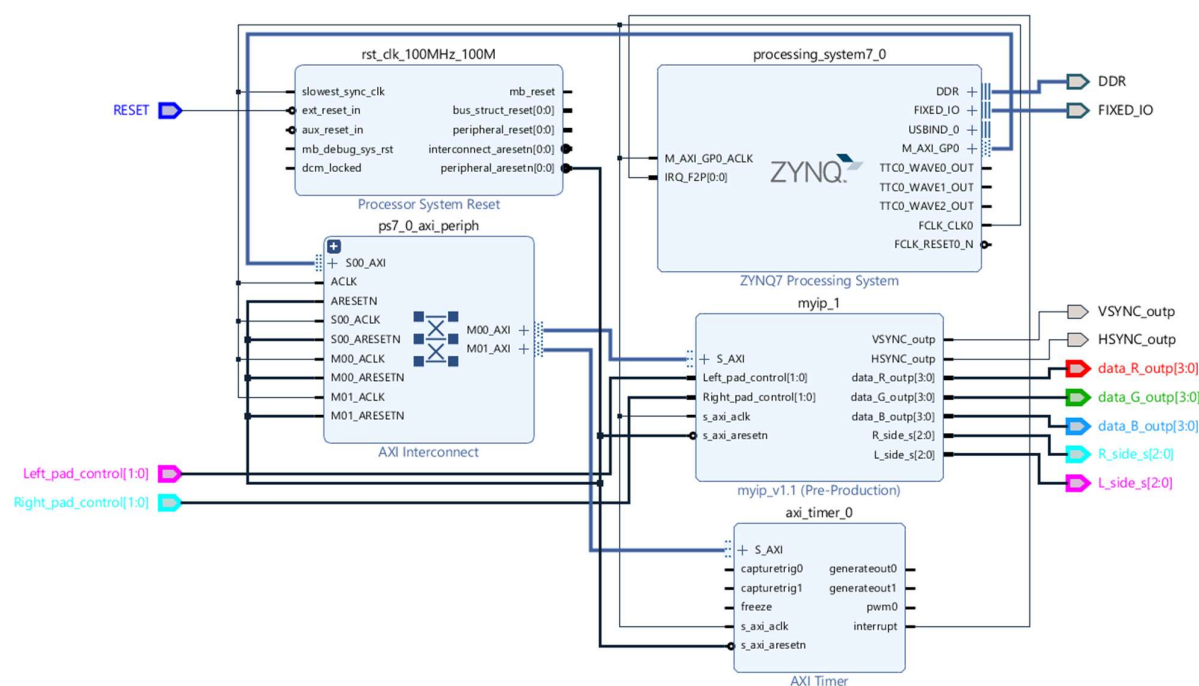 rst_clk_100MHz_100M
slowest_sync_clk
ext_reset_in
aux_reset_in
mb_debug_sys_rst
dcm_locked
mb_reset
bus_struct_reset[0:0]
peripheral_reset[0:0]
interconnect_aresetn[0:0]
peripheral_aresetn[0:0]
Processor System Reset
RESET
processing_system7_0
M_AXI_GP0_ACLK
IRQ_F2P[0:0]
ZYNQ
DDR
FIXED_IO
USBIND_0
M_AXI_GP0
TTC0_WAVE0_OUT
TTC0_WAVE1_OUT
TTC0_WAVE2_OUT
FCLK_CLK0
FCLK_RESET0_N
ZYNQ7 Processing System
DDR
FIXED_IO
ps7_0_axi_periph
S00_AXI
ACLK
ARESETN
S00_ACLK
S00_ARESETN
M00_ACLK
M00_ARESETN
M01_ACLK
M01_ARESETN
M00_AXI
M01_AXI
AXI Interconnect
Left_pad_control[1:0]
Right_pad_control[1:0]
myip_1
S_AXI
Left_pad_control[1:0]
Right_pad_control[1:0]
s_axi_aclk
s_axi_aresetn
VSYNC_outp
HSYNC_outp
data_R_outp[3:0]
data_G_outp[3:0]
data_B_outp[3:0]
R_side_s[2:0]
L_side_s[2:0]
myip_v1.1 (Pre-Production)
VSYNC_outp
HSYNC_outp
data_R_outp[3:0]
data_G_outp[3:0]
data_B_outp[3:0]
R_side_s[2:0]
L_side_s[2:0]
axi_timer_0
S_AXI
capturetrig0
capturetrig1
freeze
s_axi_aclk
s_axi_aresetn
generateout0
generateout1
pwm0
interrupt
AXI Timer